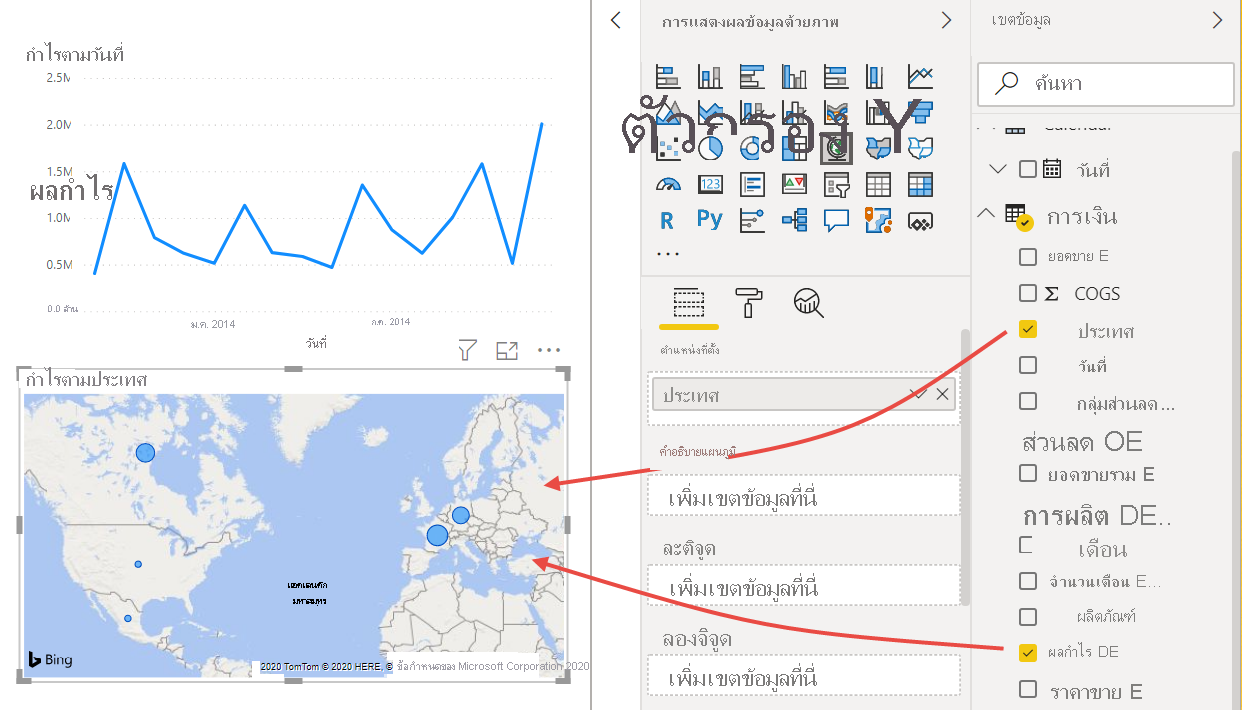 กำไรตามวันที่
2.5M
2.0M
1.5M
ผลกำไร
1.0M
0.5M
0.0 ล้าน
ม.ค. 2014
ก.ค. 2014
วันที่
กำไรตามประเทศ
แอตแลนติก
มหาสมุทร
Bing
2020 TomTom © 2020 HERE, © ข้อกำหนดของ Microsoft Corporation 2020
การแสดงผลข้อมูลด้วยภาพ
ตัวกรอง Y
123
R
Py
ตำแหน่งที่ตั้ง
ประเทศ
คำอธิบายแผนภูมิ
เพิ่มเขตข้อมูลที่นี่
ละติจูด
เพิ่มเขตข้อมูลที่นี่
ลองจิจูด
เพิ่มเขตข้อมูลที่นี่
เขตข้อมูล
ค้นหา
Calendar
วันที่
การเงิน
ยอดขาย E
Σ COGS
ประเทศ
วันที่
กลุ่มส่วนลด...
ส่วนลด OE
ยอดขายรวม E
การผลิต DE..
เดือน
จำนวนเดือน E...
ผลิตภัณฑ์
ผลกำไร DE
ราคาขาย E